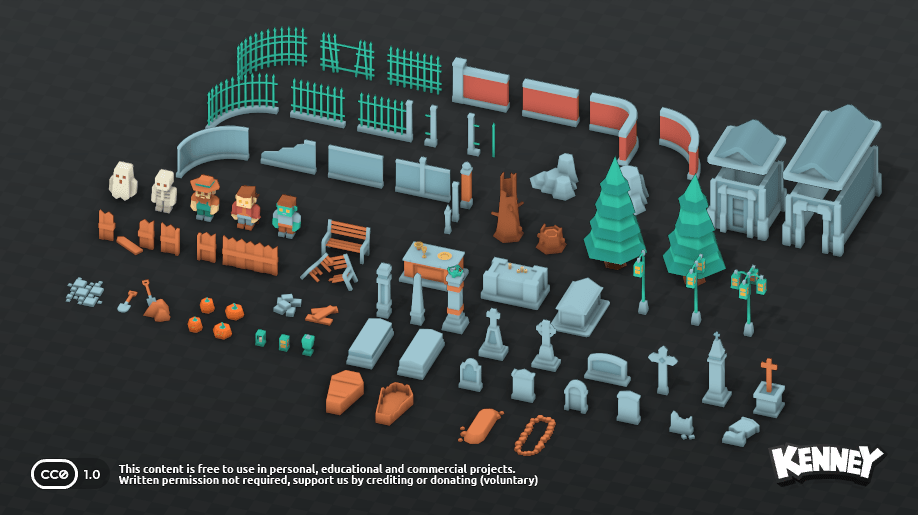 CC0 1.0
This content is free to use in personal, educational and commercial projects.
Written permission not required, support us by crediting or donating (voluntary)
KENNEY